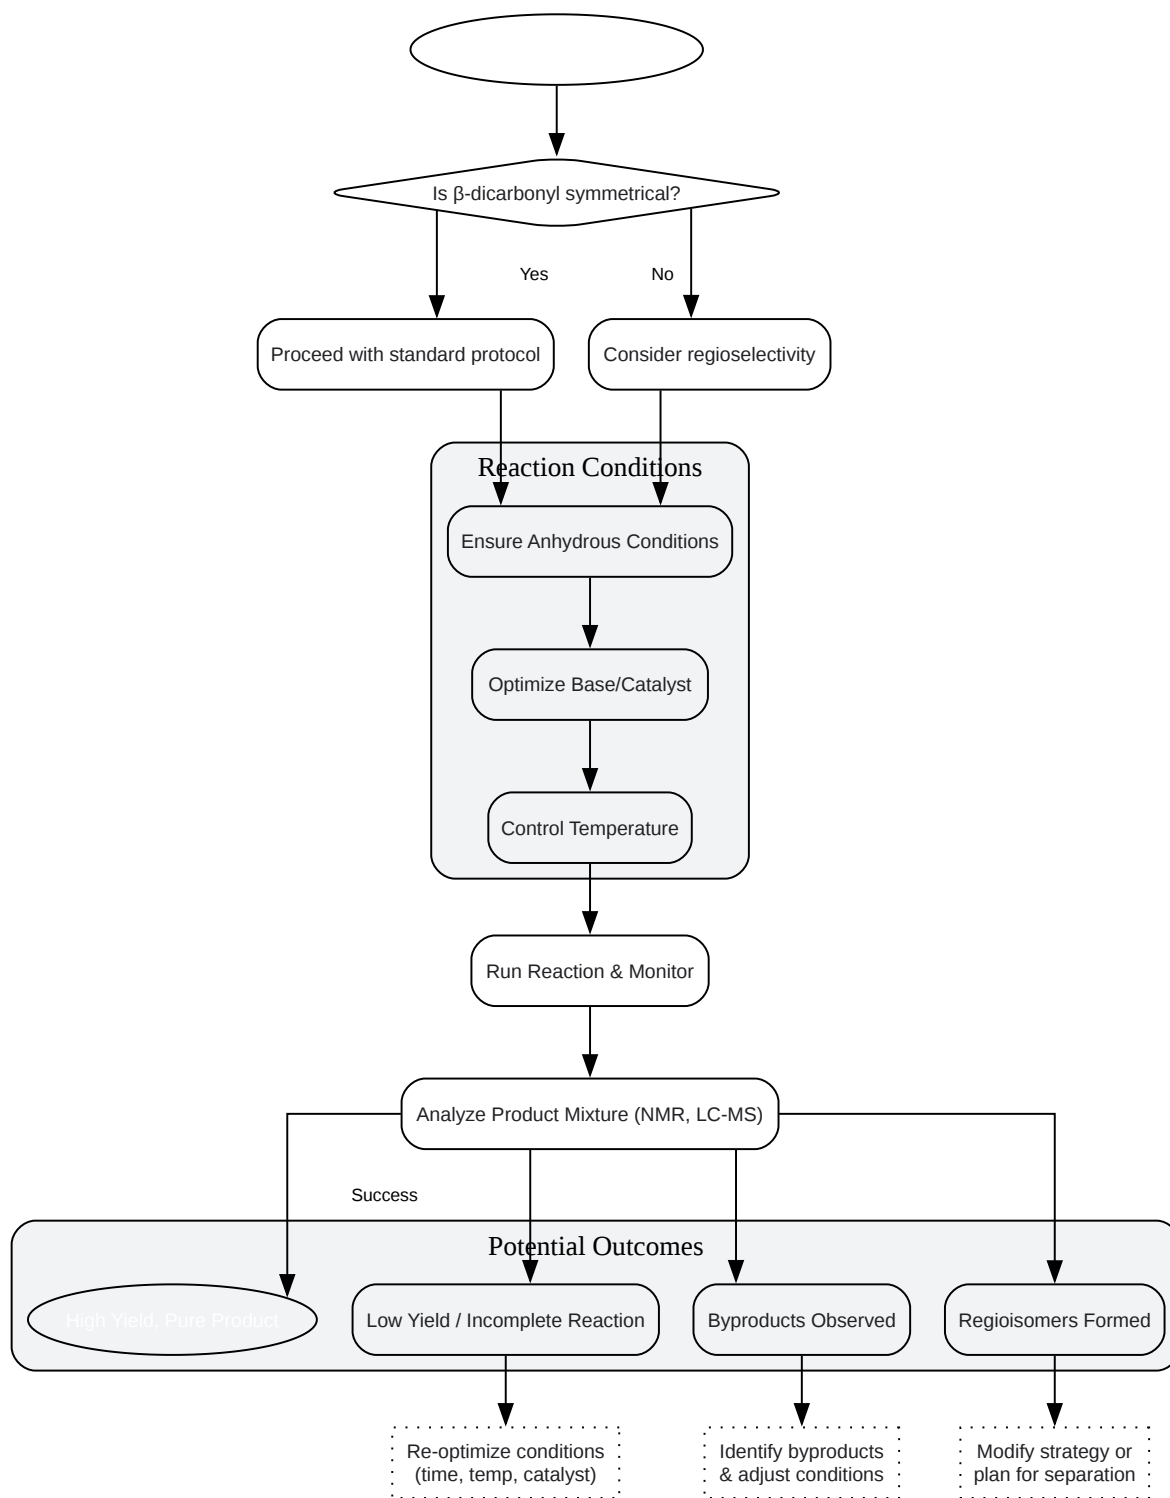 Is β-dicarbonyl symmetrical?
Yes
No
Proceed with standard protocol
Consider regioselectivity
Reaction Conditions
Ensure Anhydrous Conditions
Optimize Base/Catalyst
Control Temperature
Run Reaction & Monitor
Analyze Product Mixture (NMR, LC-MS)
Success
Potential Outcomes
High Yield, Pure Product
Low Yield / Incomplete Reaction
Byproducts Observed
Regioisomers Formed
Re-optimize conditions
(time, temp, catalyst)
Identify byproducts
& adjust conditions
Modify strategy or
plan for separation